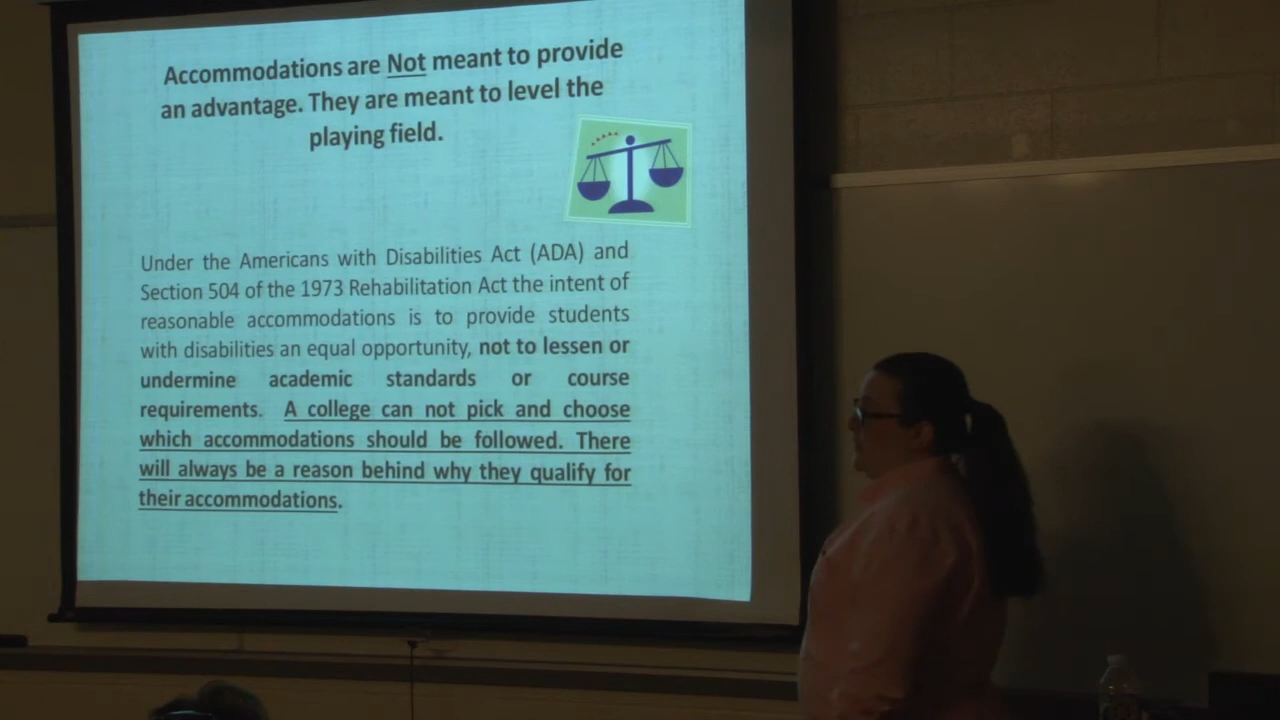 Accommodations are Not meant to provide
an advantage. They are meant to level the
playing field.
Under the Americans with Disabilities Act (ADA) and
Section 504 of the 1973 Rehabilitation Act the intent of
reasonable accommodations is to provide students
with disabilities an equal opportunity, not to lessen or
undermine academic standards or course
requirements. A college can not pick and choose
which accommodations should be followed. There
will always be a reason behind why they qualify for
their accommodations.